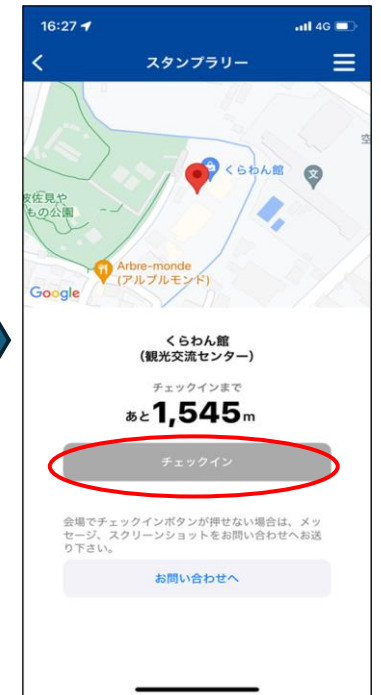 16:27
4G
スタンプラリー
空
くらわん館
文
波佐見や
もの公園
Arbre-monde
(アルブルモンド)
Google
くらわん館
(観光交流センター)
チェックインまで
あと1,545m
チェックイン
会場でチェックインボタンが押せない場合は、メッ
セージ、スクリーンショットをお問い合わせへお送
り下さい。
お問い合わせへ